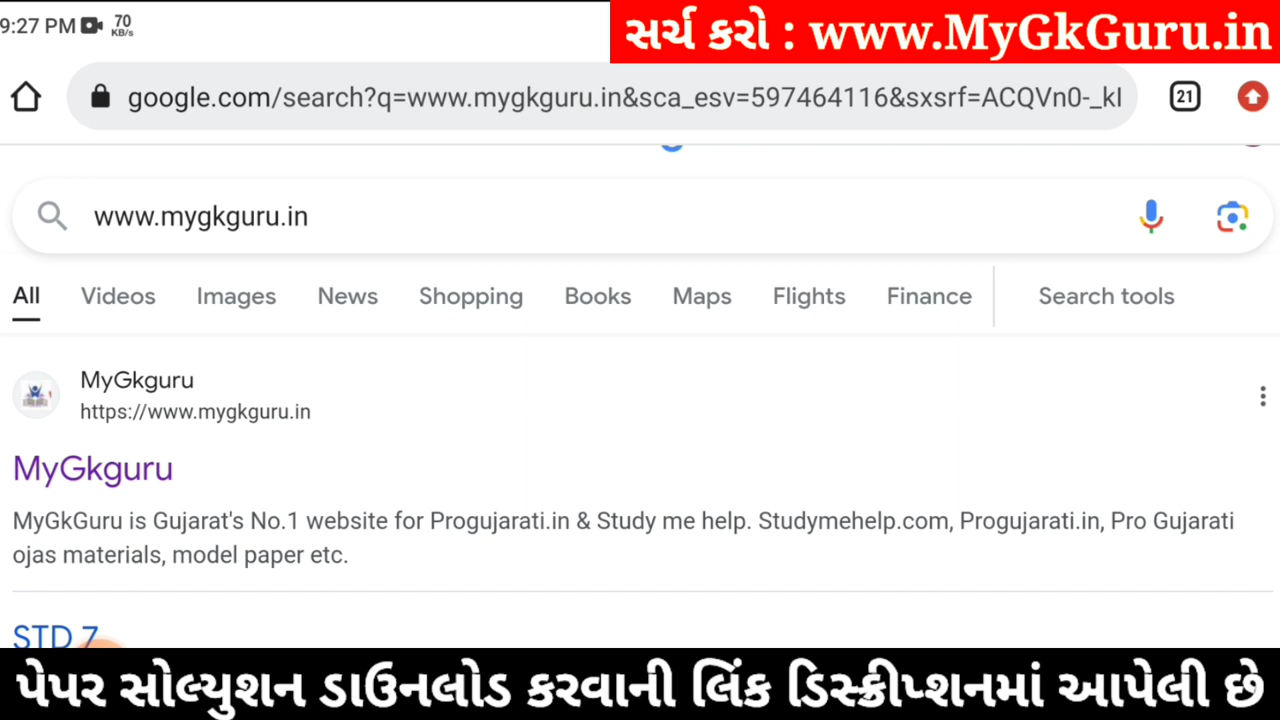 9:27 PM 70 KB/s
સર્ચ કરો : www.MyGkGuru.in
google.com/search?q=www.mygkguru.in&sca_esv=597464116&sxsrf=ACQVn0-_kI
21
www.mygkguru.in
All Videos Images News Shopping Books Maps Flights Finance Search tools
MyGkguru
https://www.mygkguru.in
MyGkguru
MyGkGuru is Gujarat's No.1 website for Progujarati.in & Study me help. Studymehelp.com, Progujarati.in, Pro Gujarati
ojas materials, model paper etc.
STD 7
પેપર સોલ્યુશન ડાઉનલોડ કરવાની લિંક ડિસ્ક્રીપ્શનમાં આપેલી છે